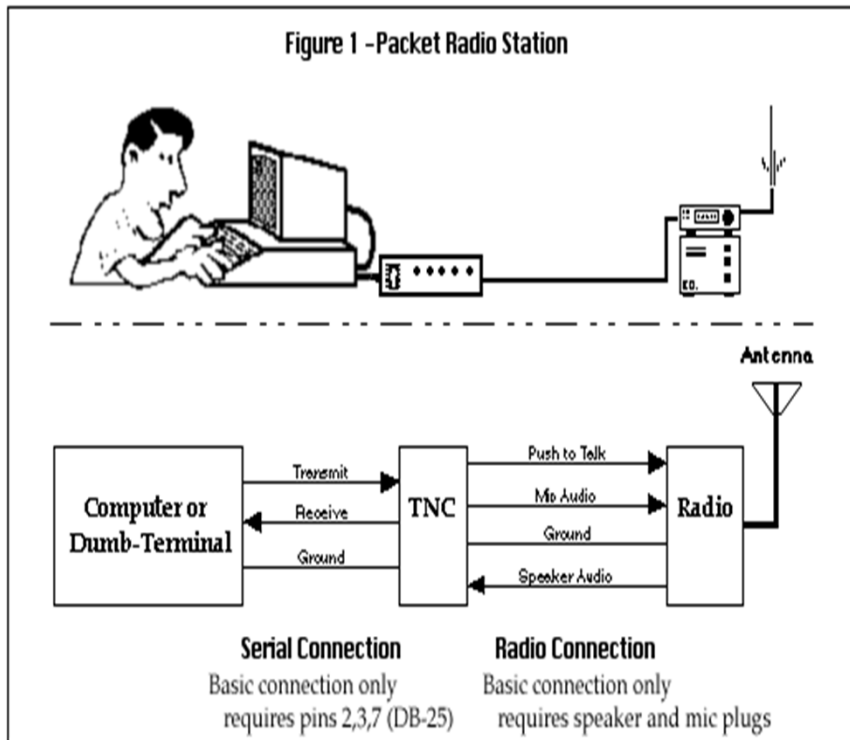 Figure 1 -Packet Radio Station
Antenna
Computer or
Dumb-Terminal
Transmit
Receive
Ground
TNC
Push to Talk
Mic Audio
Ground
Speaker Audio
Radio
Serial Connection
Basic connection only
requires pins 2,3,7 (DB-25)
Radio Connection
Basic connection only
requires speaker and mic plugs